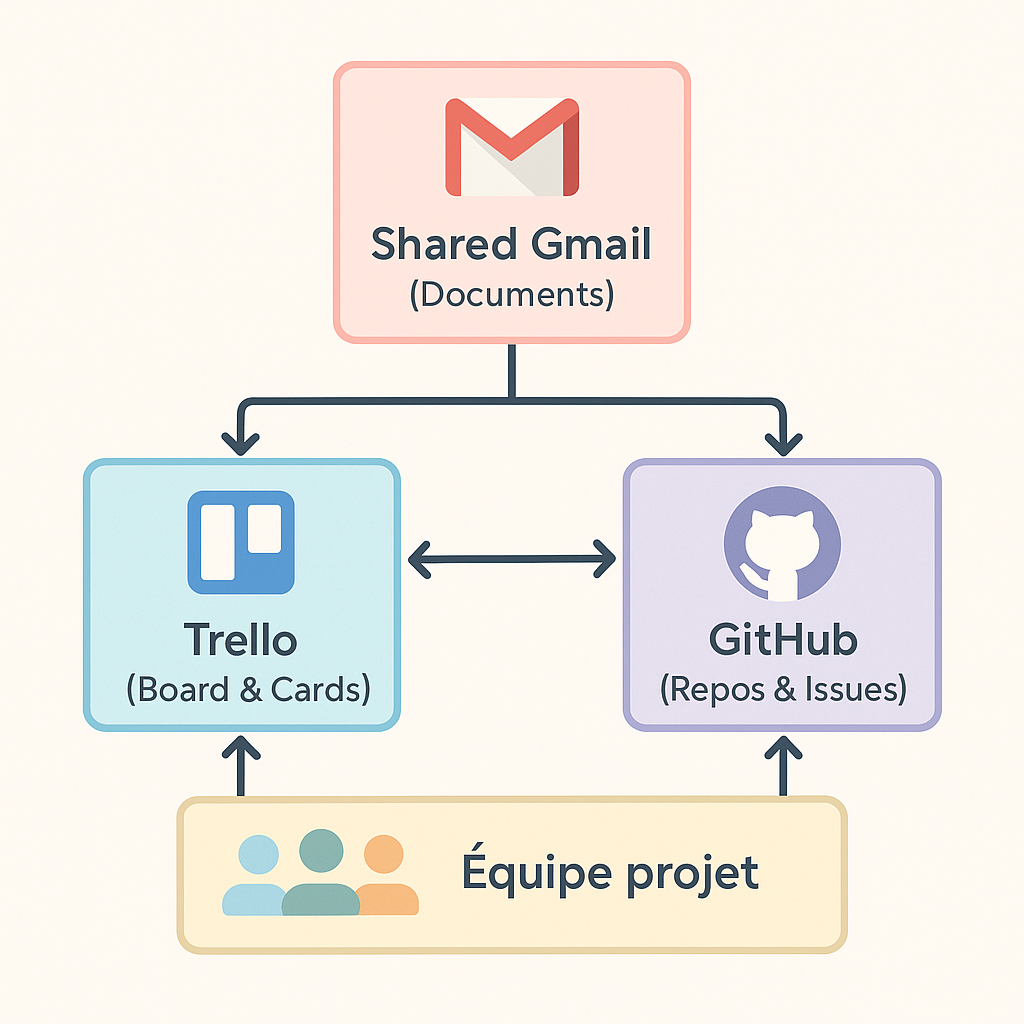 Shared Gmail
(Documents)
Trello
(Board & Cards)
GitHub
(Repos & Issues)
Équipe projet